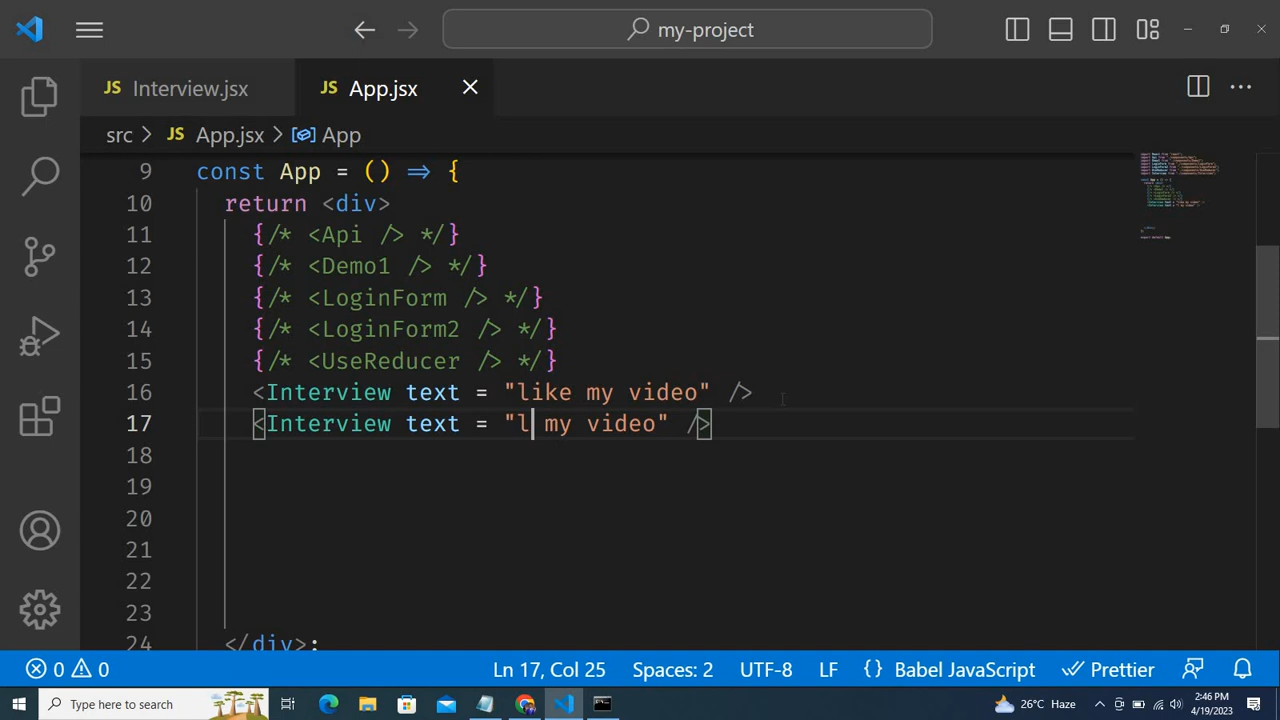 my-project
JS Interview.jsx
JS App.jsx
src > JS App.jsx > App
9 const App = () => {
10 return <div>
11 {/* <Api /> */}
12 {/* <Demo1 /> */}
13 {/* <LoginForm /> */}
14 {/* <LoginForm2 /> */}
15 {/* <UseReducer /> */}
16 <Interview text = "like my video" />
17 <Interview text = "l my video" />
18
19
20
21
22
23
24 </div>;
0 0 Ln 17, Col 25 Spaces: 2 UTF-8 LF {} Babel JavaScript Prettier
Type here to search 26°C Haze 2:46 PM
4/19/2023